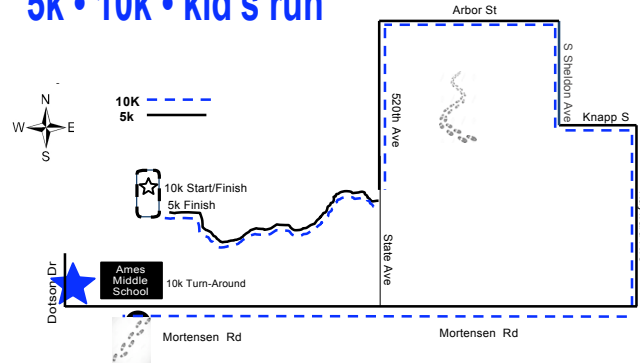 5k • 10k • kid's run
Arbor St
S Sheldon Ave
520th Ave
Knapp S
N
W E
S
10K
5k
10k Start/Finish
5k Finish
State Ave
Dotson Dr
Ames
Middle
School
10k Turn-Around
Mortensen Rd
Mortensen Rd